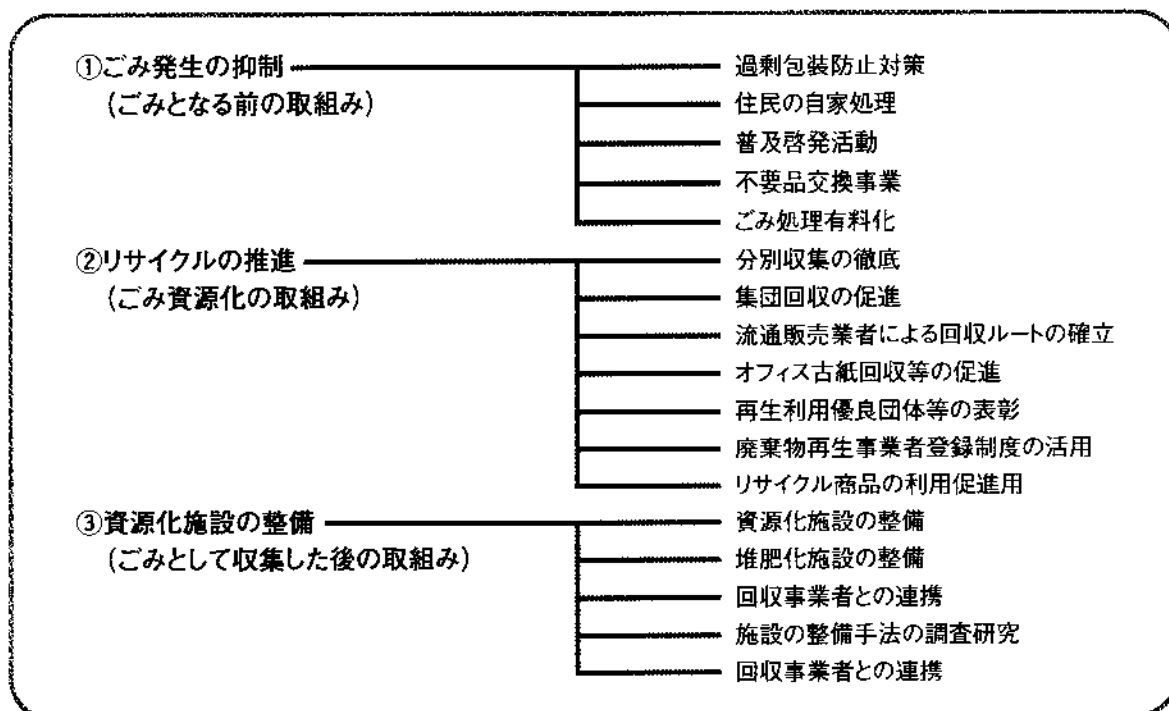 ①ごみ発生の抑制
(ごみとなる前の取組み)
過剰包装防止対策
住民の自家処理
普及啓発活動
不要品交換事業
ごみ処理有料化
②リサイクルの推進
(ごみ資源化の取組み)
分別収集の徹底
集団回収の促進
流通販売業者による回収ルートの確立
オフィス古紙回収等の促進
再生利用優良団体等の表彰
廃棄物再生事業者登録制度の活用
リサイクル商品の利用促進用
③資源化施設の整備
(ごみとして収集した後の取組み)
資源化施設の整備
堆肥化施設の整備
回収事業者との連携
施設の整備手法の調査研究
回収事業者との連携